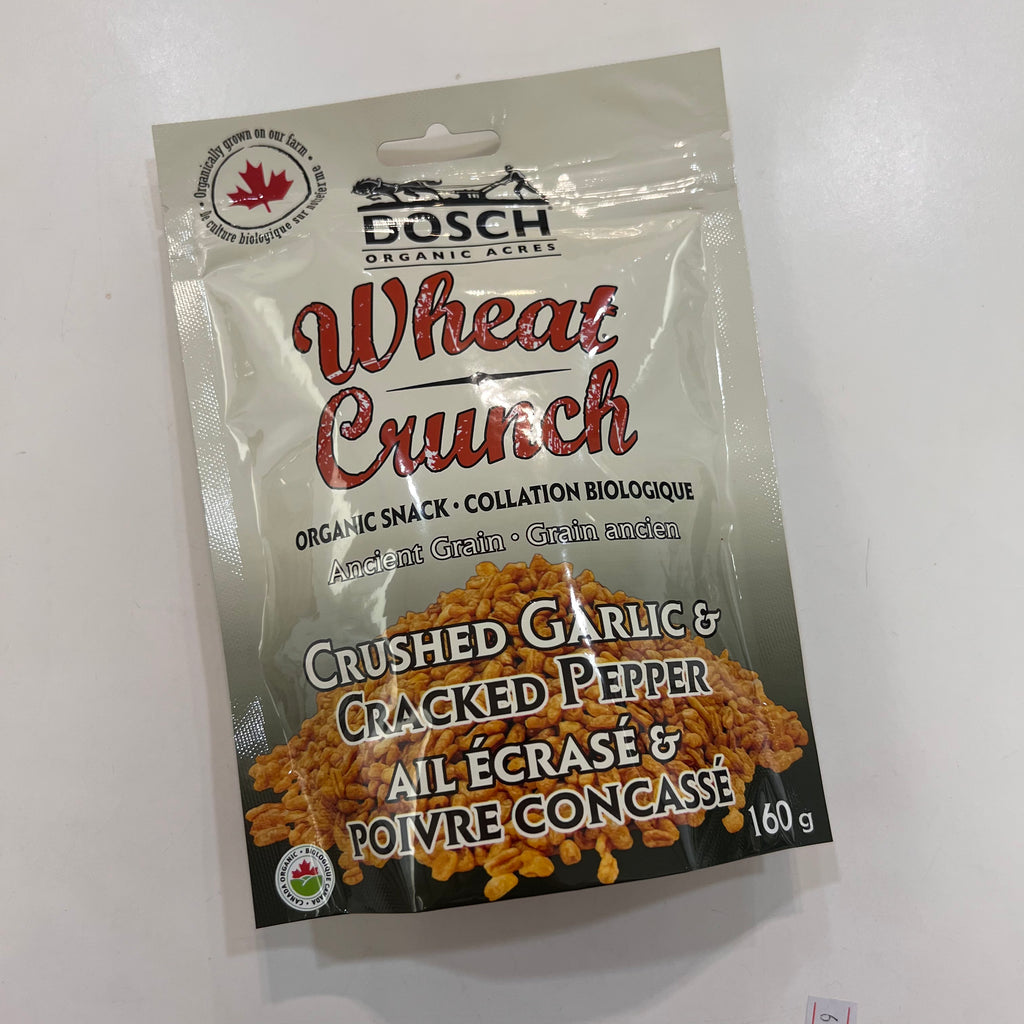 • Organically grown on our farm •
de culture biologique sur notre ferme
DOSCH
ORGANIC ACRES
Wheat
Crunch
ORGANIC SNACK • COLLATION BIOLOGIQUE
Ancient Grain • Grain ancien
CRUSHED GARLIC &
CRACKED PEPPER
AIL ÉCRASÉ &
POIVRE CONCASSÉ
160 g
CANADA ORGANIC • BIOLOGIQUE CANADA •